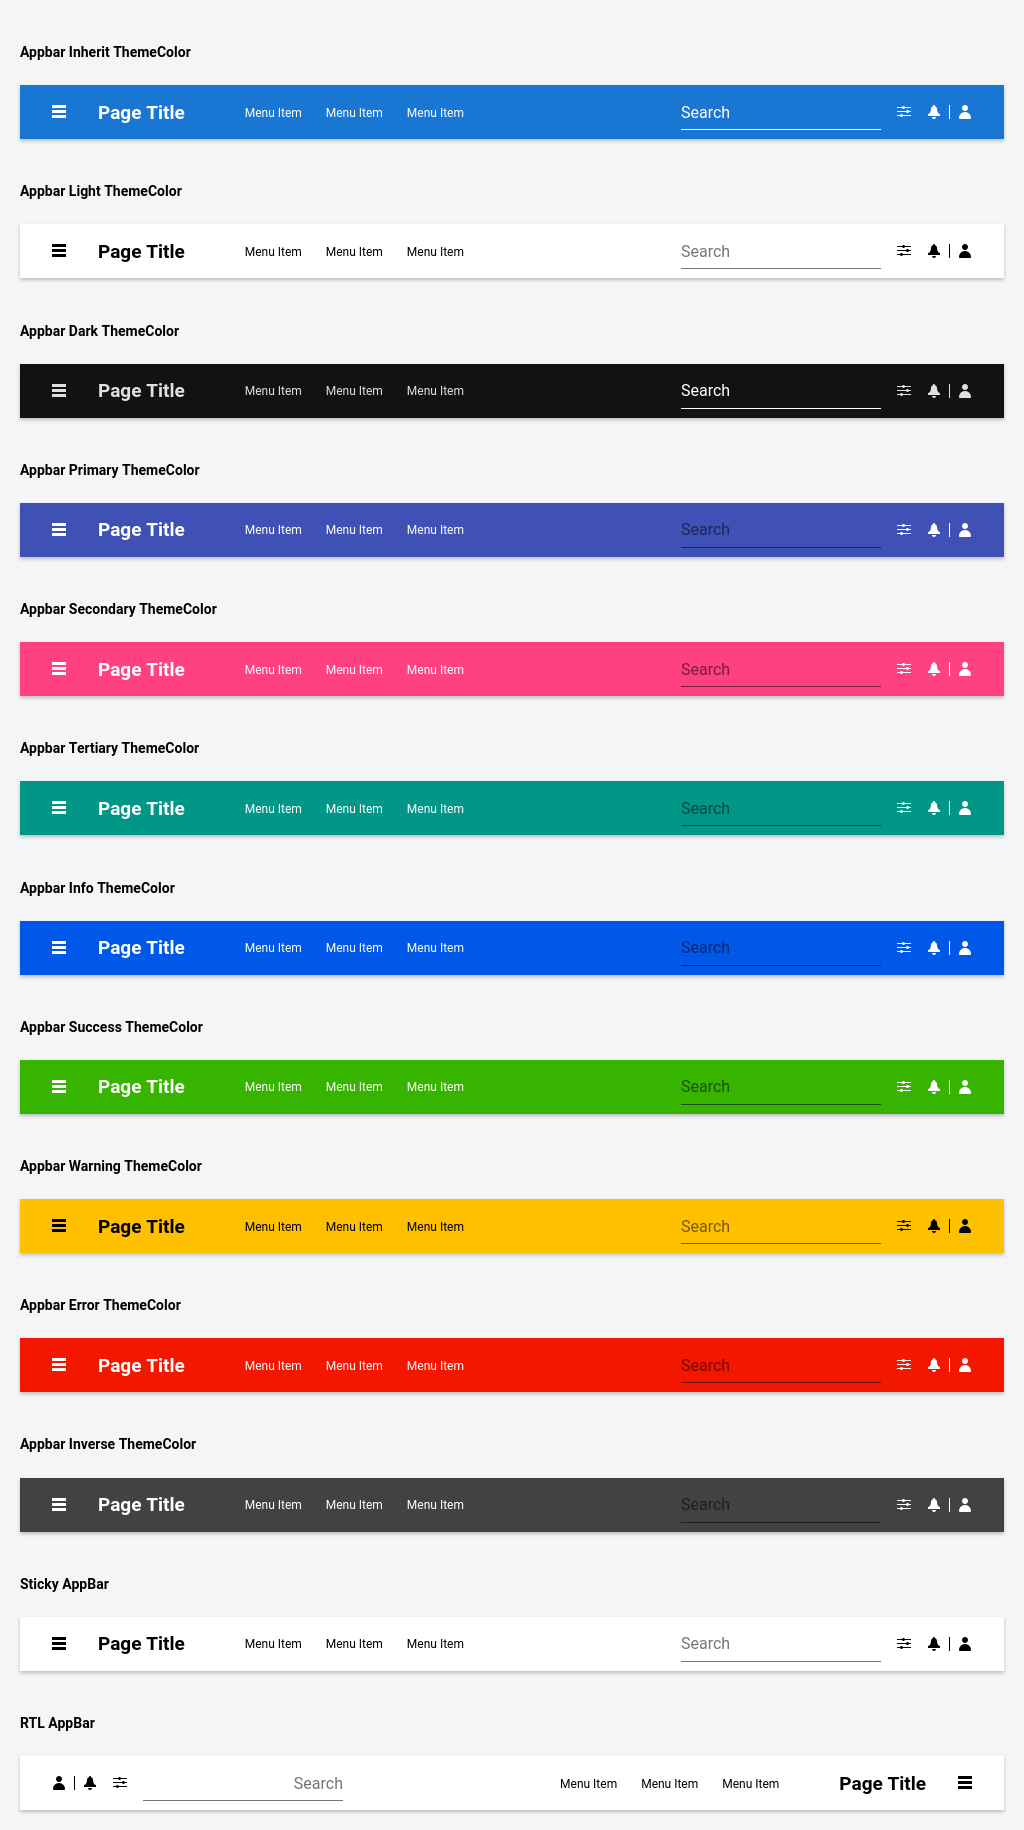 Appbar Inherit ThemeColor
Page Title Menu Item Menu Item Menu Item Search
Appbar Light ThemeColor
Page Title Menu Item Menu Item Menu Item Search
Appbar Dark ThemeColor
Page Title Menu Item Menu Item Menu Item Search
Appbar Primary ThemeColor
Page Title Menu Item Menu Item Menu Item Search
Appbar Secondary ThemeColor
Page Title Menu Item Menu Item Menu Item Search
Appbar Tertiary ThemeColor
Page Title Menu Item Menu Item Menu Item Search
Appbar Info ThemeColor
Page Title Menu Item Menu Item Menu Item Search
Appbar Success ThemeColor
Page Title Menu Item Menu Item Menu Item Search
Appbar Warning ThemeColor
Page Title Menu Item Menu Item Menu Item Search
Appbar Error ThemeColor
Page Title Menu Item Menu Item Menu Item Search
Appbar Inverse ThemeColor
Page Title Menu Item Menu Item Menu Item Search
Sticky AppBar
Page Title Menu Item Menu Item Menu Item Search
RTL AppBar
Search Menu Item Menu Item Menu Item Page Title